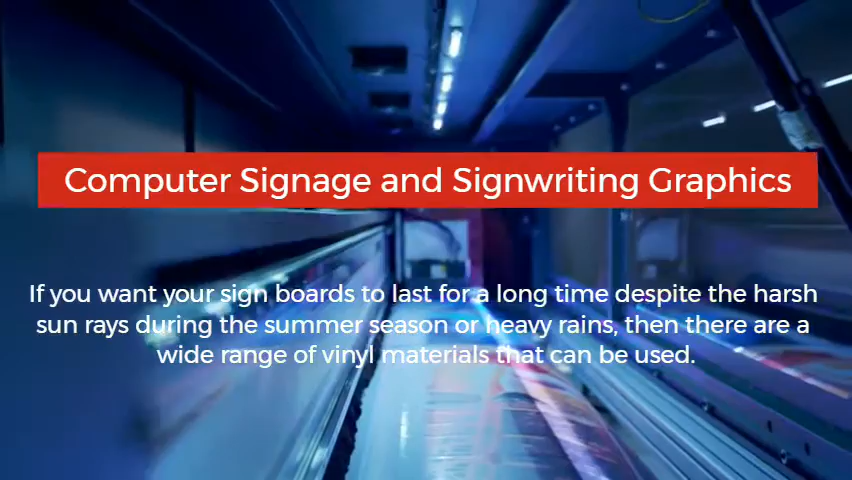 Computer Signage and Signwriting Graphics
If you want your sign boards to last for a long time despite the harsh
sun rays during the summer season or heavy rains, then there are a
wide range of vinyl materials that can be used.